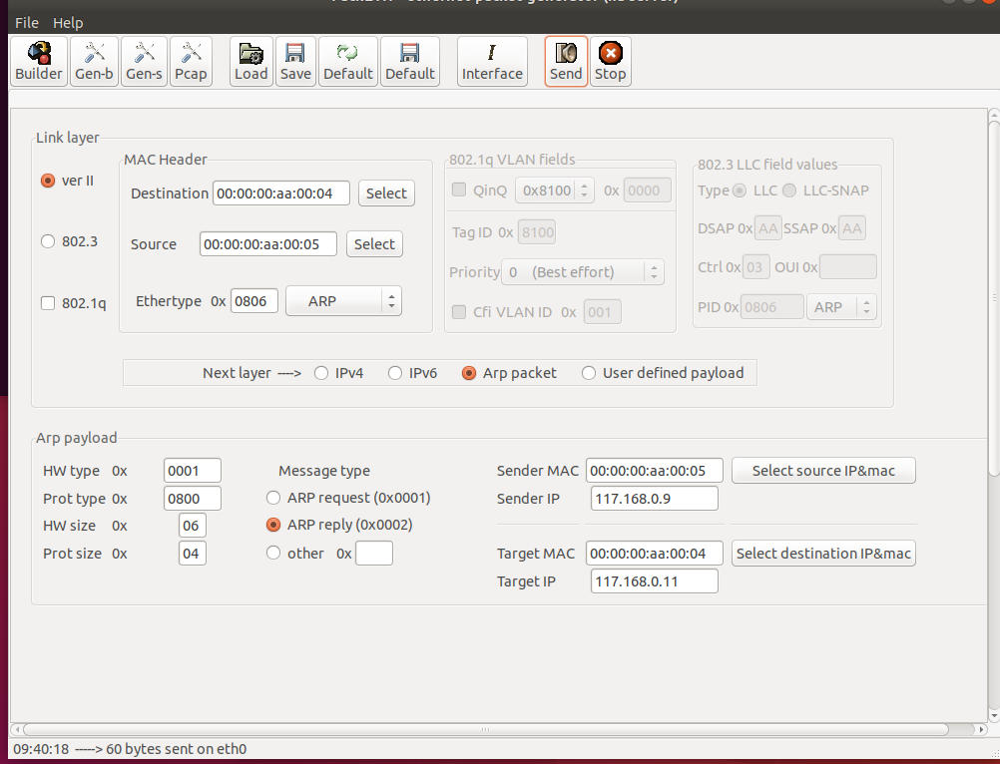 File Help
Builder Gen-b Gen-s Pcap Load Save Default Default Interface Send Stop
Link layer
MAC Header
ver II
802.3
802.1q
Destination 00:00:00:aa:00:04 Select
Source 00:00:00:aa:00:05 Select
Ethertype 0x 0806 ARP
802.1q VLAN fields
QinQ 0x8100 0x 0000
Tag ID 0x 8100
Priority 0 (Best effort)
Cfi VLAN ID 0x 001
802.3 LLC field values
Type LLC LLC-SNAP
DSAP 0x AA SSAP 0x AA
Ctrl 0x 03 OUI 0x
PID 0x 0806 ARP
Next layer ----> IPv4 IPv6 Arp packet User defined payload
Arp payload
HW type 0x 0001
Prot type 0x 0800
HW size 0x 06
Prot size 0x 04
Message type
ARP request (0x0001)
ARP reply (0x0002)
other 0x
Sender MAC 00:00:00:aa:00:05 Select source IP&mac
Sender IP 117.168.0.9
Target MAC 00:00:00:aa:00:04 Select destination IP&mac
Target IP 117.168.0.11
09:40:18 -----> 60 bytes sent on eth0